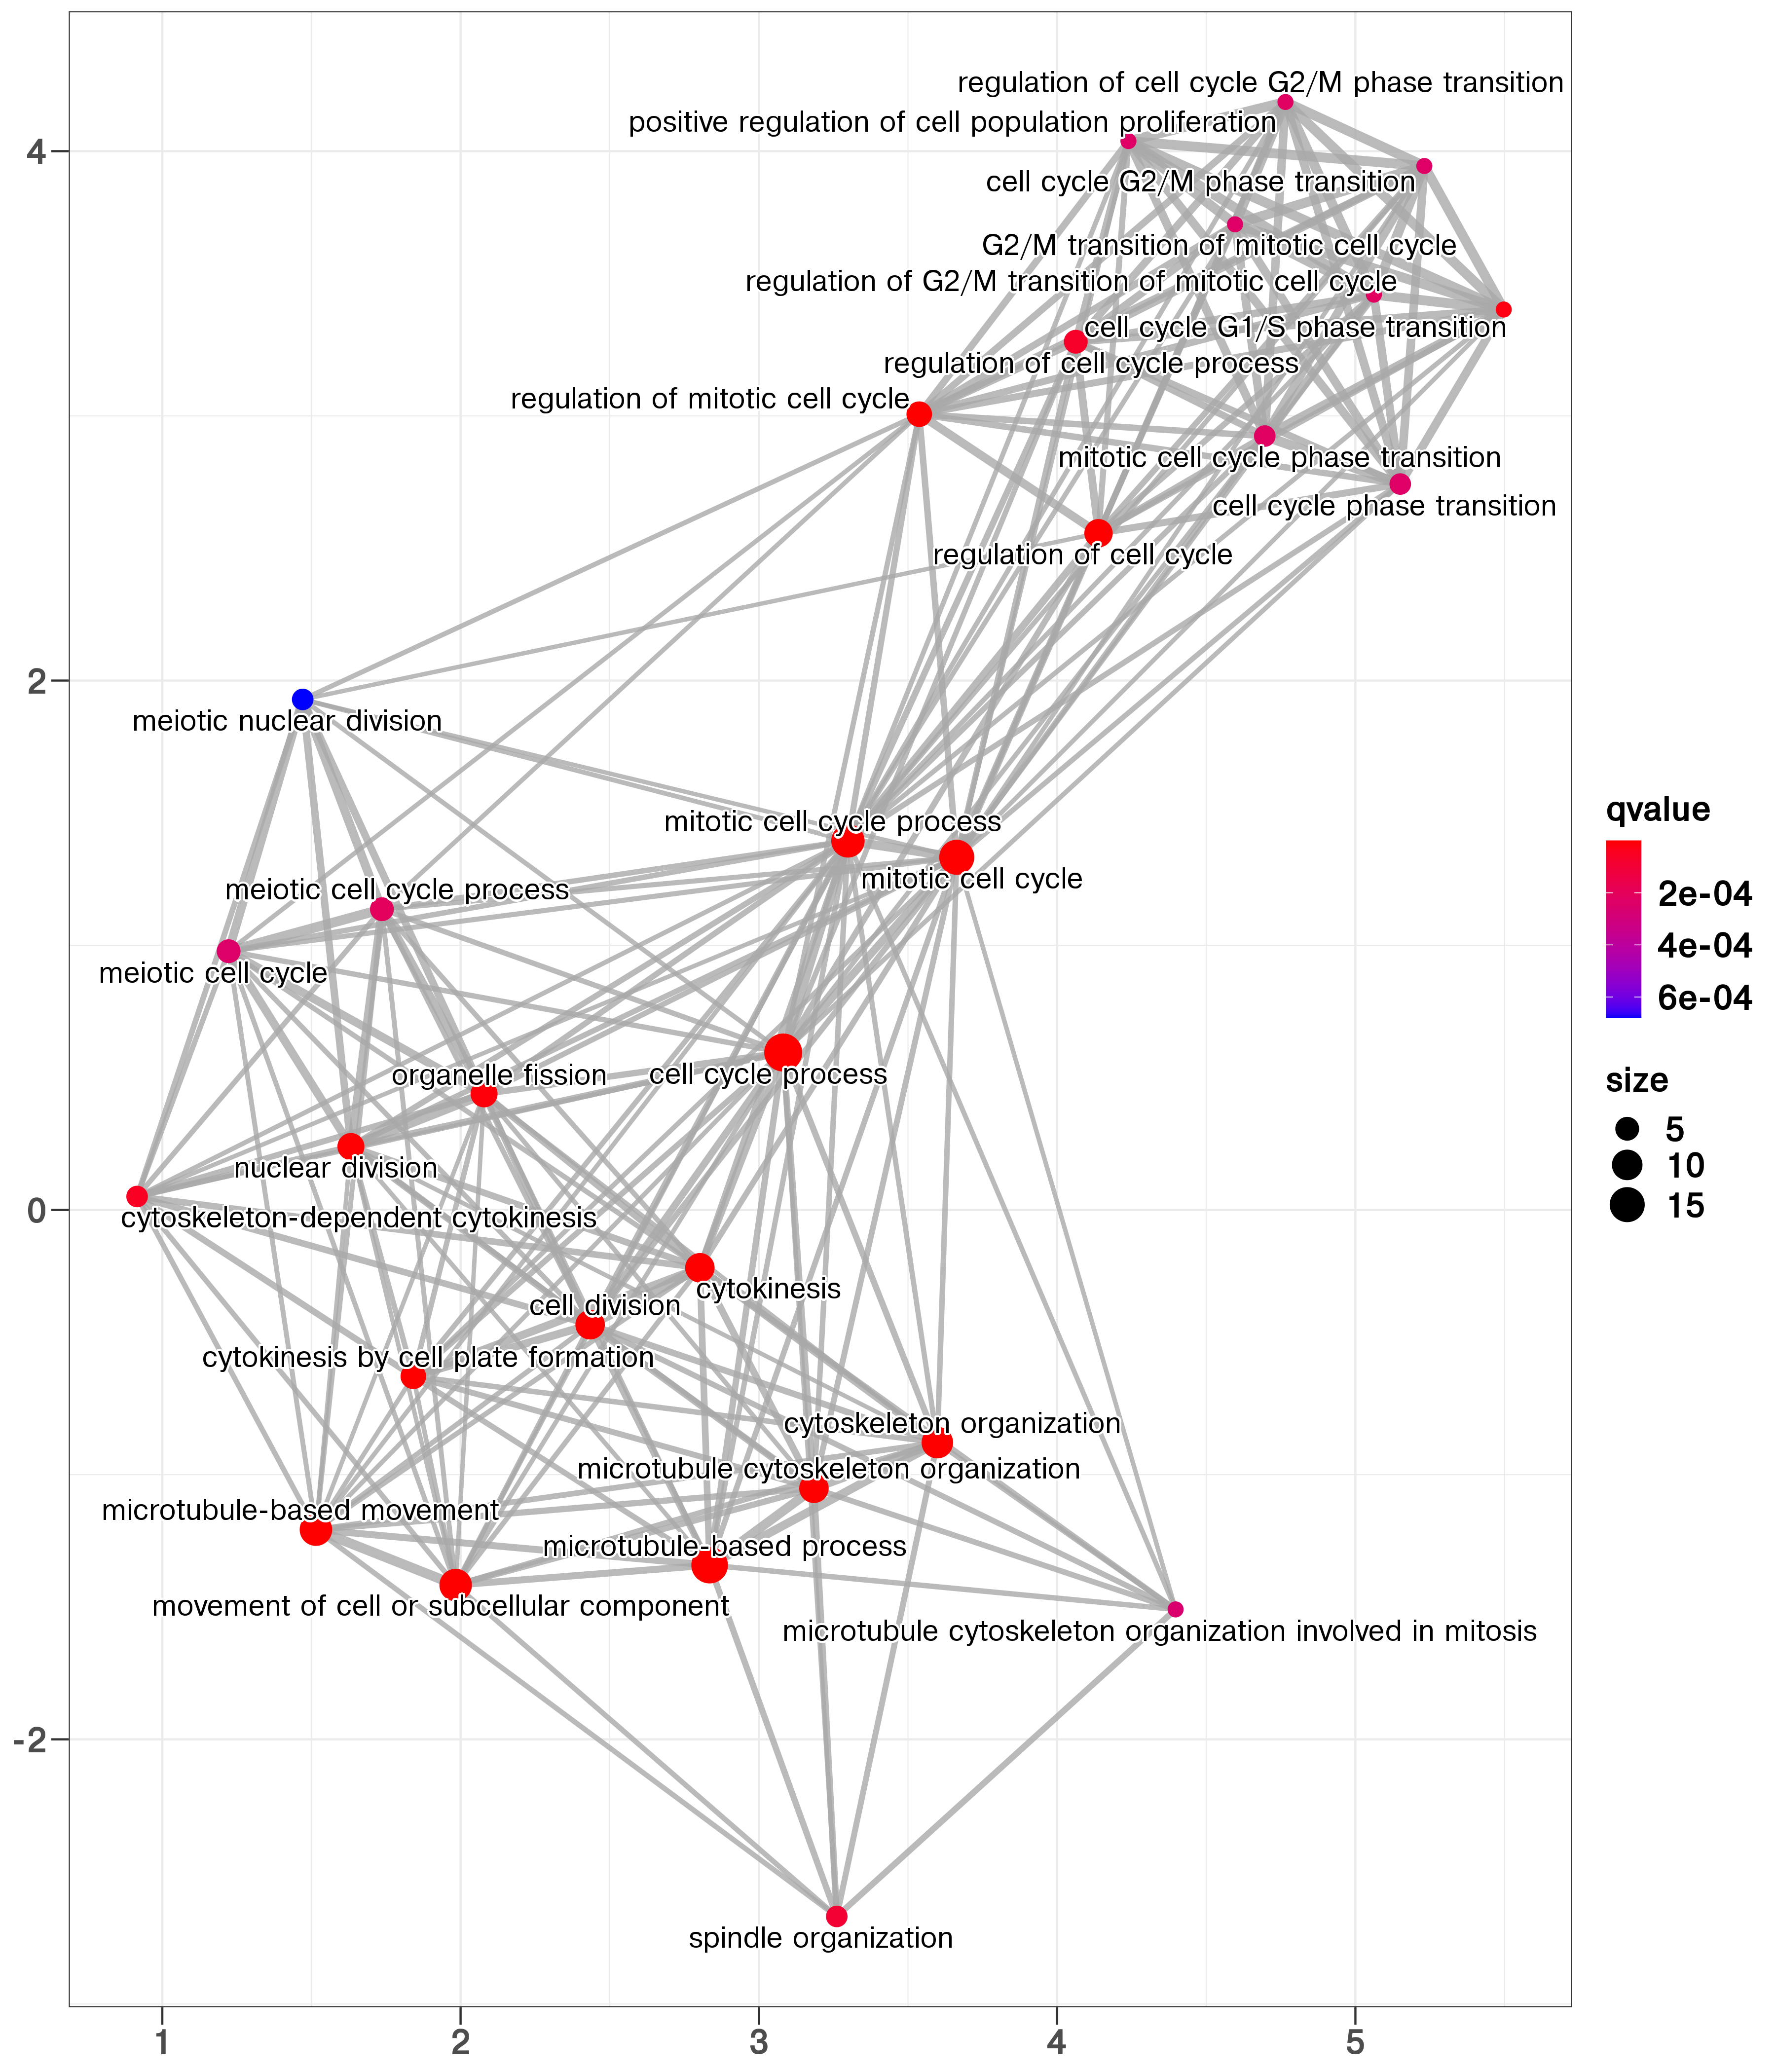 regulation of cell cycle G2/M phase transition
positive regulation of cell population proliferation
4
cell cycle G2/M phase transition
G2/M transition of mitotic cell cycle
regulation of G2/M transition of mitotic cell cycle
cell cycle G1/S phase transition
regulation of cell cycle process
regulation of mitotic cell cycle
mitotic cell cycle phase transition
cell cycle phase transition
regulation of cell cycle
2
meiotic nuclear division
mitotic cell cycle process
mitotic cell cycle
meiotic cell cycle process
meiotic cell cycle
organelle fission
cell cycle process
nuclear division
0
cytoskeleton-dependent cytokinesis
cytokinesis
cell division
cytokinesis by cell plate formation
cytoskeleton organization
microtubule cytoskeleton organization
microtubule-based movement
microtubule-based process
movement of cell or subcellular component
microtubule cytoskeleton organization involved in mitosis
-2
spindle organization
1
2
3
4
5
qvalue
2e-04
4e-04
6e-04
size
5
10
15